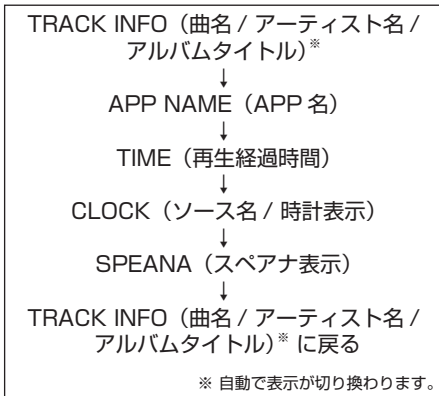 TRACK INFO（曲名 / アーティスト名 /
アルバムタイトル）※
↓
APP NAME（APP 名）
↓
TIME（再生経過時間）
↓
CLOCK（ソース名 / 時計表示）
↓
SPEANA（スペアナ表示）
↓
TRACK INFO（曲名 / アーティスト名 /
アルバムタイトル）※ に戻る
※ 自動で表示が切り換わります。